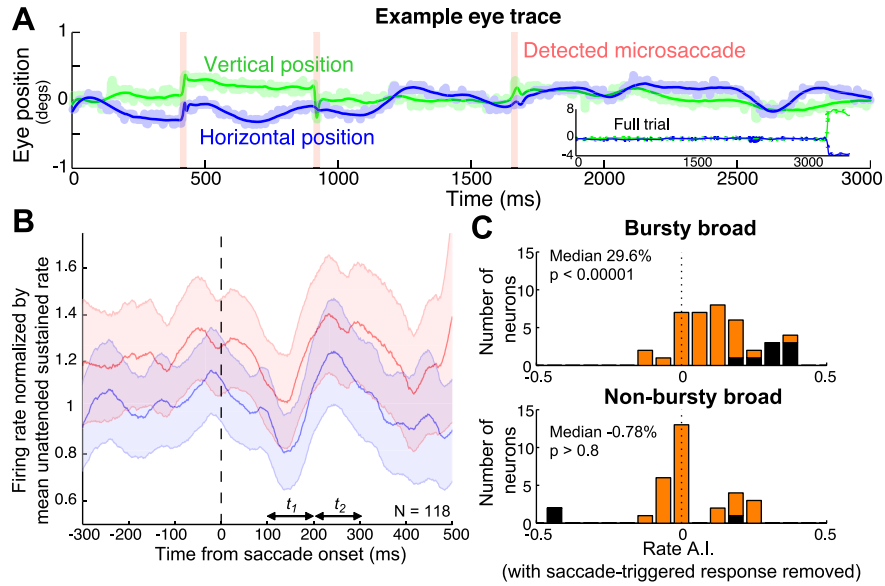 A
Example eye trace
Eye position
(degs)
1
0
-1
Vertical position
Detected microsaccade
Horizontal position
8
0
-4
Full trial
0
1500
3000
0
500
1000
1500
2000
2500
3000
Time (ms)
B
Firing rate normalized by
mean unattended sustained rate
1.6
1.4
1.2
1
0.8
0.6
t1
t2
N = 118
-300
-200
-100
0
100
200
300
400
500
Time from saccade onset (ms)
C
Bursty broad
Number of
neurons
15
10
5
0
Median 29.6%
p < 0.00001
-0.5
0
0.5
Non-bursty broad
Number of
neurons
15
10
5
0
Median -0.78%
p > 0.8
-0.5
0
0.5
Rate A.I.
(with saccade-triggered response removed)